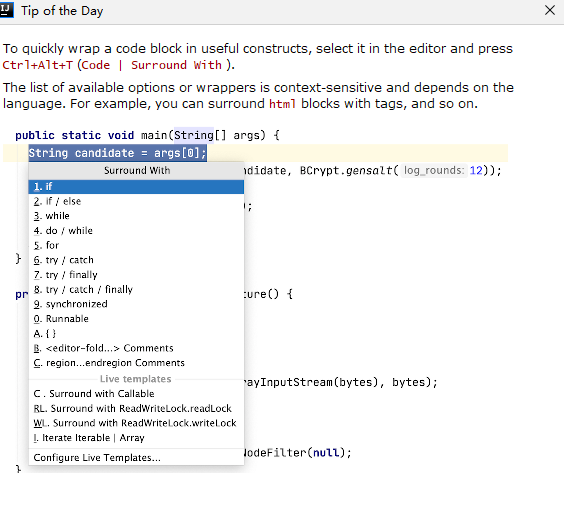 IJ Tip of the Day
To quickly wrap a code block in useful constructs, select it in the editor and press
Ctrl+Alt+T (Code | Surround With ).
The list of available options or wrappers is context-sensitive and depends on the
language. For example, you can surround html blocks with tags, and so on.
public static void main(String[] args) {
String candidate = args[0];
Surround With
ndidate, BCrypt.gensalt( log_rounds: 12));
1. if
2. if / else
);
3. while
4. do / while
5. for
6. try / catch
}
7. try / finally
8. try / catch / finally
pr
ture() {
9. synchronized
0. Runnable
A. { }
B. <editor-fold...> Comments
C. region...endregion Comments
Live templates
ayInputStream(bytes), bytes);
C . Surround with Callable
RL. Surround with ReadWriteLock.readLock
WL. Surround with ReadWriteLock.writeLock
I. Iterate Iterable | Array
NodeFilter(null);
Configure Live Templates...
}